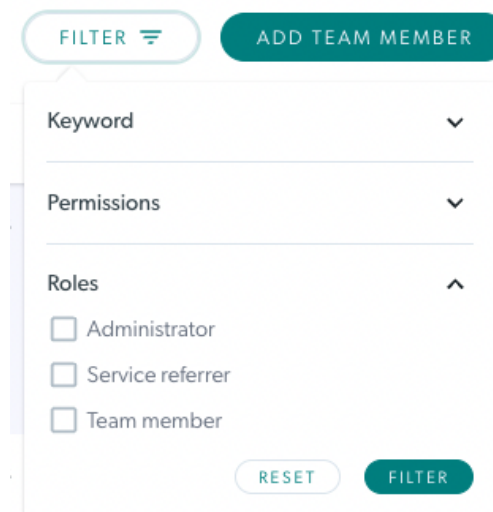 FILTER
ADD TEAM MEMBER
Keyword
Permissions
Roles
Administrator
Service referrer
Team member
RESET
FILTER